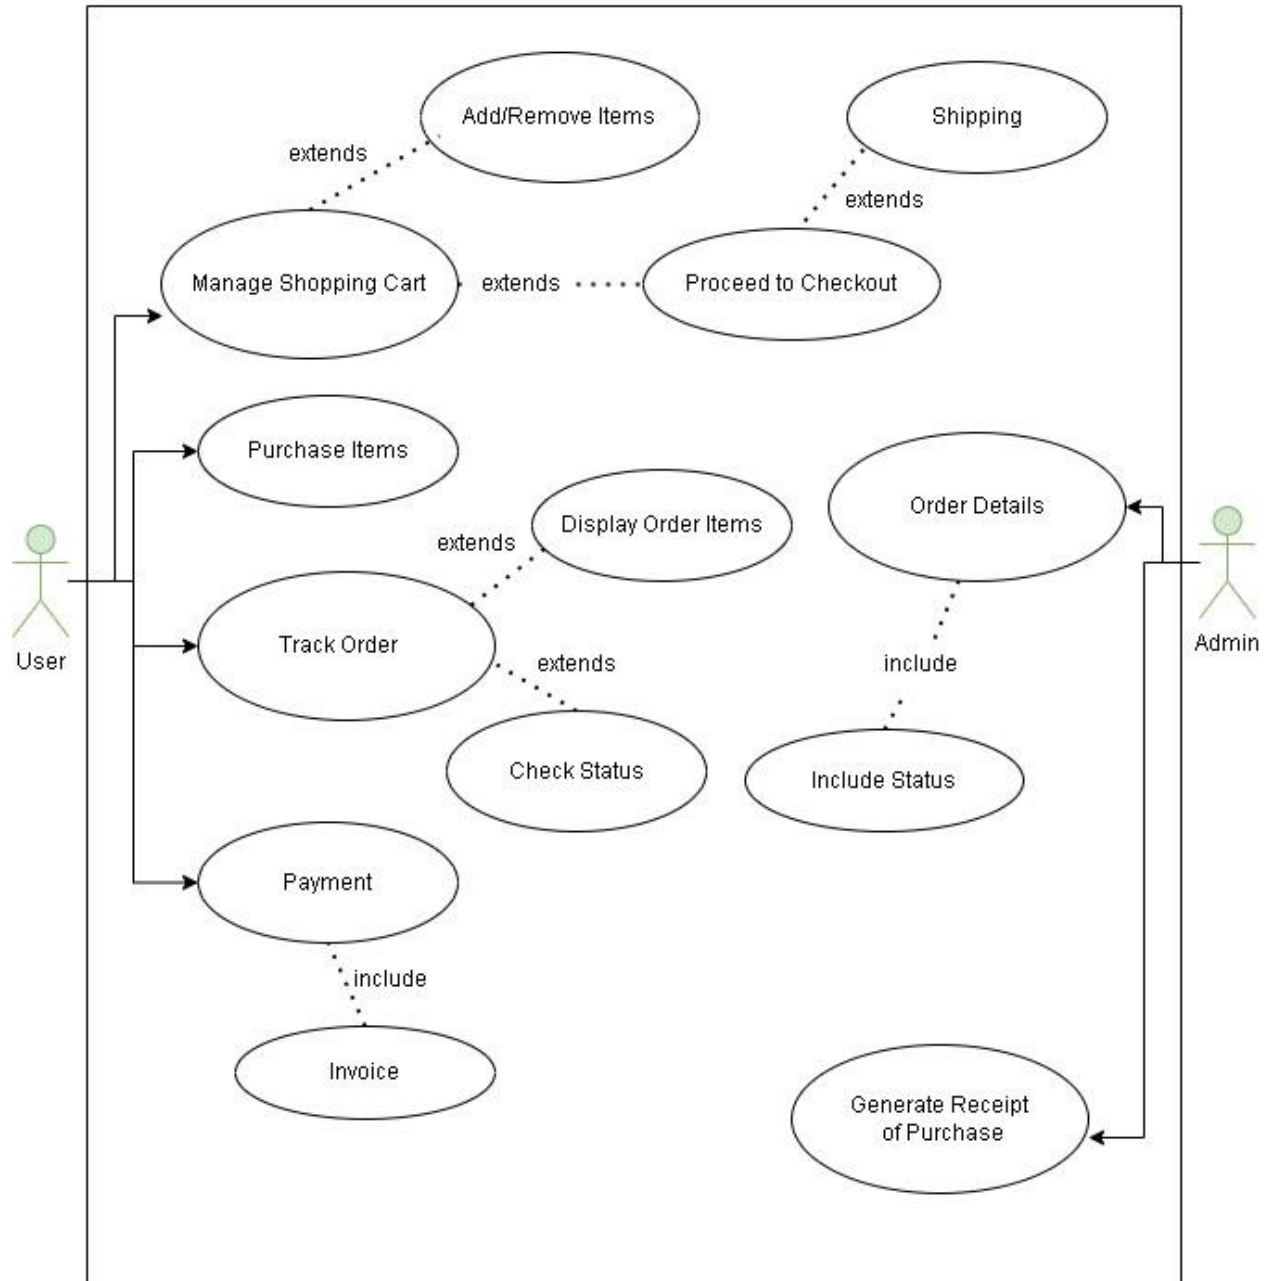 Add/Remove Items
Shipping
extends
extends
Manage Shopping Cart
extends
Proceed to Checkout
Purchase Items
Order Details
Display Order Items
extends
Track Order
User
Admin
extends
include
Check Status
Include Status
Payment
include
Invoice
Generate Receipt
of Purchase